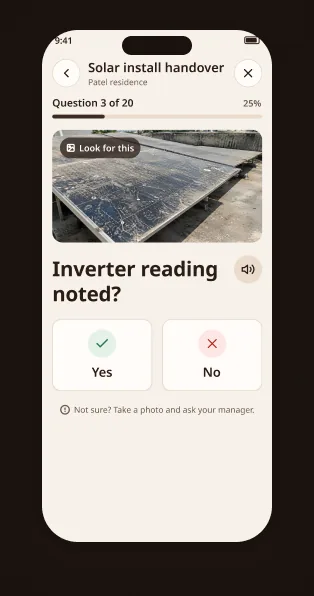 9:41
Solar install handover
Patel residence
Question 3 of 20
25%
Look for this
Inverter reading
noted?
Yes
No
Not sure? Take a photo and ask your manager.